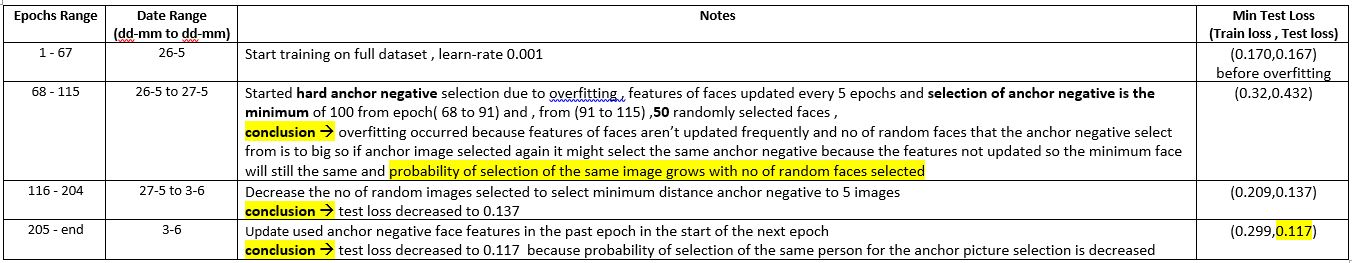 Epochs Range
Date Range
(dd-mm to dd-mm)
Notes
Min Test Loss
(Train loss , Test loss)
1 - 67
26-5
Start training on full dataset , learn-rate 0.001
(0.170,0.167)
before overfitting
68 - 115
26-5 to 27-5
Started hard anchor negative selection due to overfitting , features of faces updated every 5 epochs and selection of anchor negative is the
minimum of 100 from epoch( 68 to 91) and , from (91 to 115) ,50 randomly selected faces ,
conclusion → overfitting occurred because features of faces aren’t updated frequently and no of random faces that the anchor negative select
from is to big so if anchor image selected again it might select the same anchor negative because the features not updated so the minimum face
will still the same and probability of selection of the same image grows with no of random faces selected
(0.32,0.432)
116 - 204
27-5 to 3-6
Decrease the no of random images selected to select minimum distance anchor negative to 5 images
conclusion → test loss decreased to 0.137
(0.209,0.137)
205 - end
3-6
Update used anchor negative face features in the past epoch in the start of the next epoch
conclusion → test loss decreased to 0.117 because probability of selection of the same person for the anchor picture selection is decreased
(0.299,0.117)